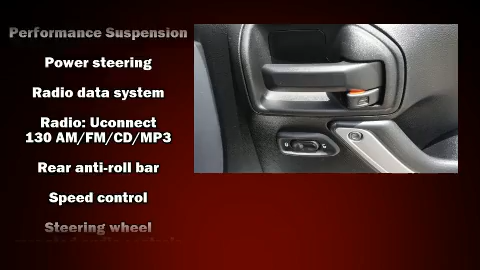 Performance Suspension
Power steering
Radio data system
Radio: Uconnect
130 AM/FM/CD/MP3
Rear anti-roll bar
Speed control
Steering wheel